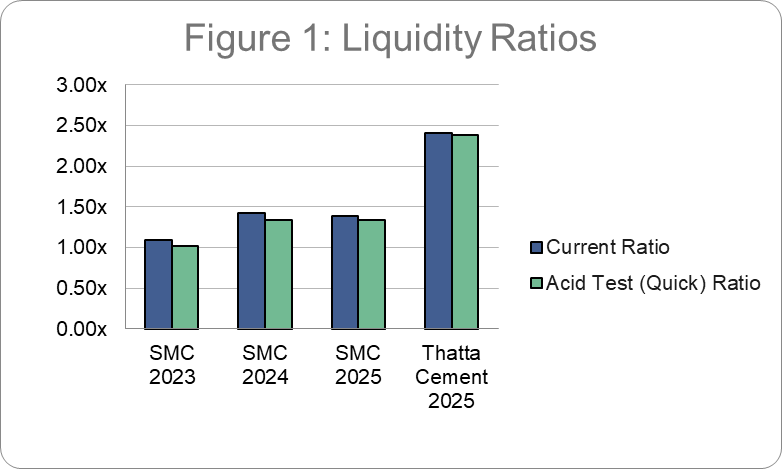 Figure 1: Liquidity Ratios
3.00x
2.50x
2.00x
1.50x
1.00x
0.50x
0.00x
SMC
2023
SMC
2024
SMC
2025
Thatta
Cement
2025
Current Ratio
Acid Test (Quick) Ratio